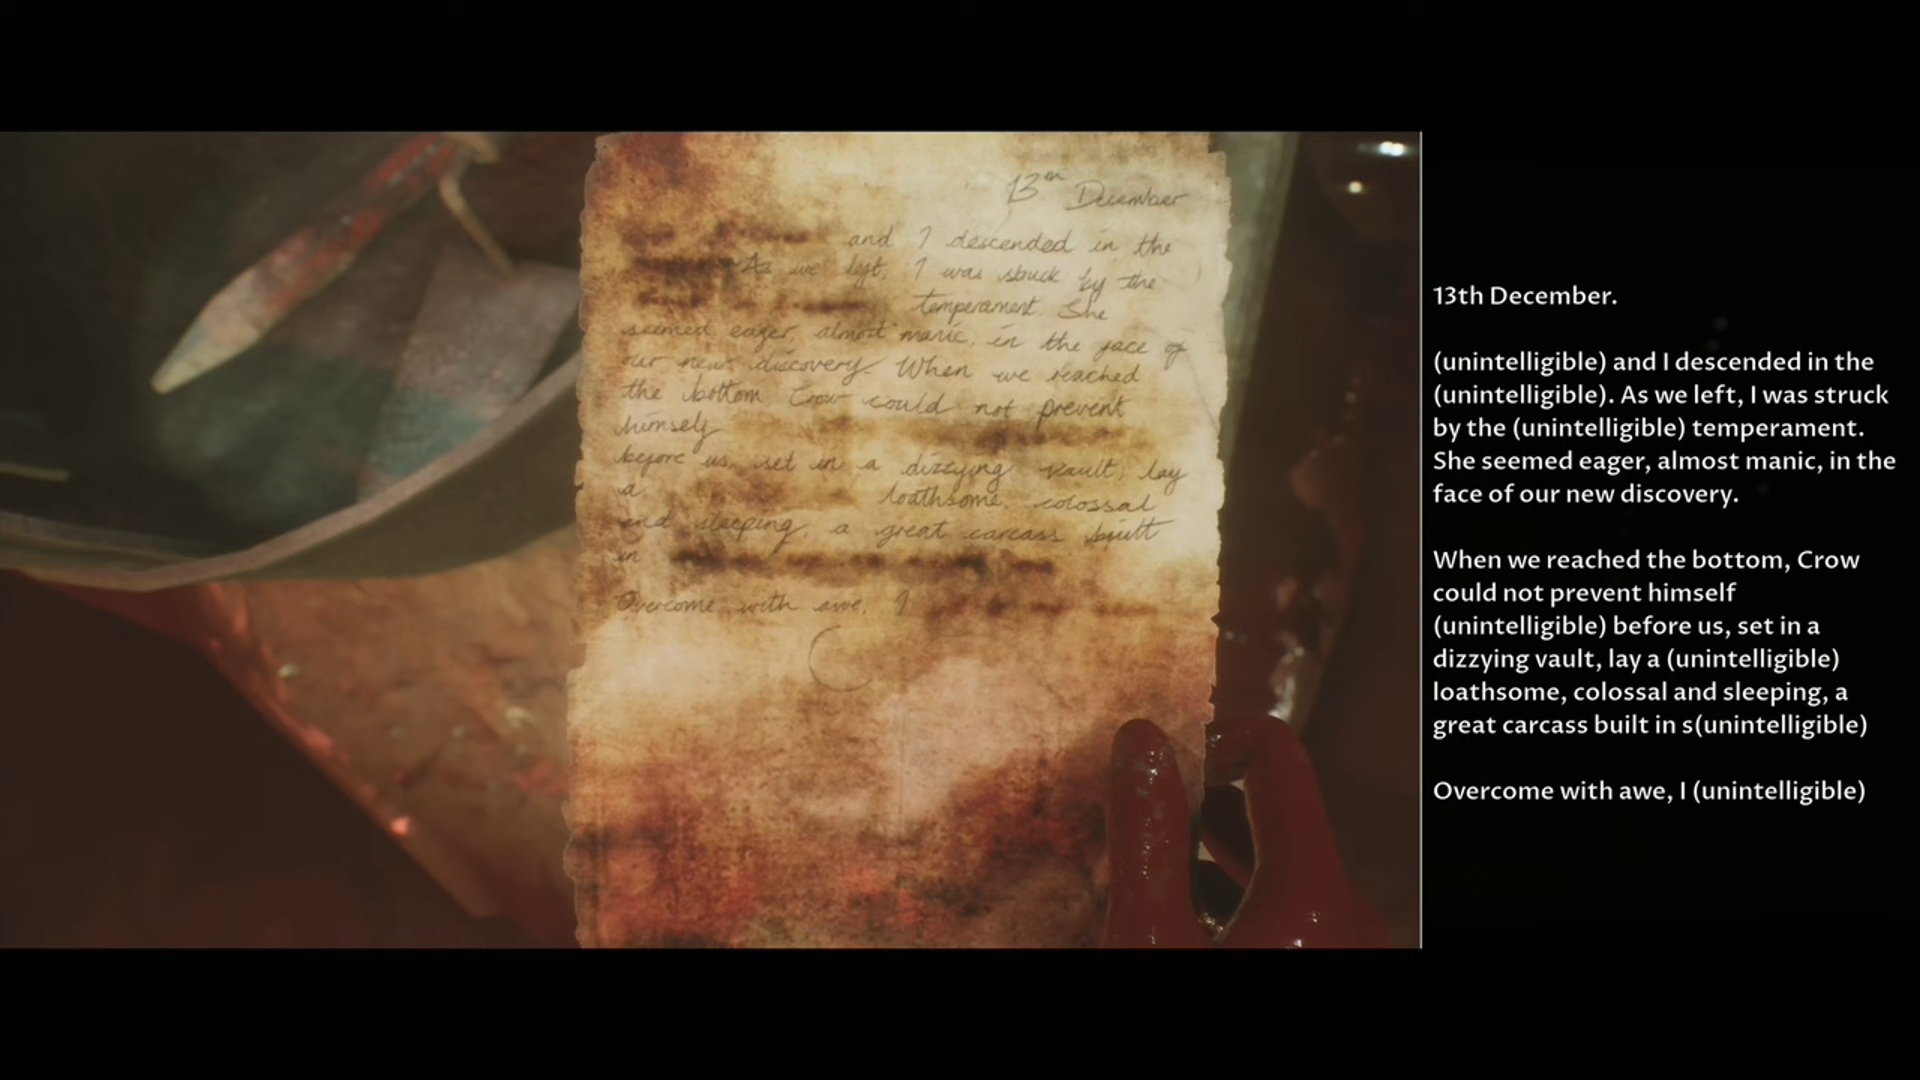 13th December
and I descended in the
As we left, I was struck by the
temperament. She
seemed eager, almost manic, in the face of
our new discovery. When we reached
the bottom Crow could not prevent
himself
before us, set in a dizzying vault, lay
a loathsome, colossal
and sleeping, a great carcass built
in
Overcome with awe, I
13th December.
(unintelligible) and I descended in the
(unintelligible). As we left, I was struck
by the (unintelligible) temperament.
She seemed eager, almost manic, in the
face of our new discovery.
When we reached the bottom, Crow
could not prevent himself
(unintelligible) before us, set in a
dizzying vault, lay a (unintelligible)
loathsome, colossal and sleeping, a
great carcass built in s(unintelligible)
Overcome with awe, I (unintelligible)